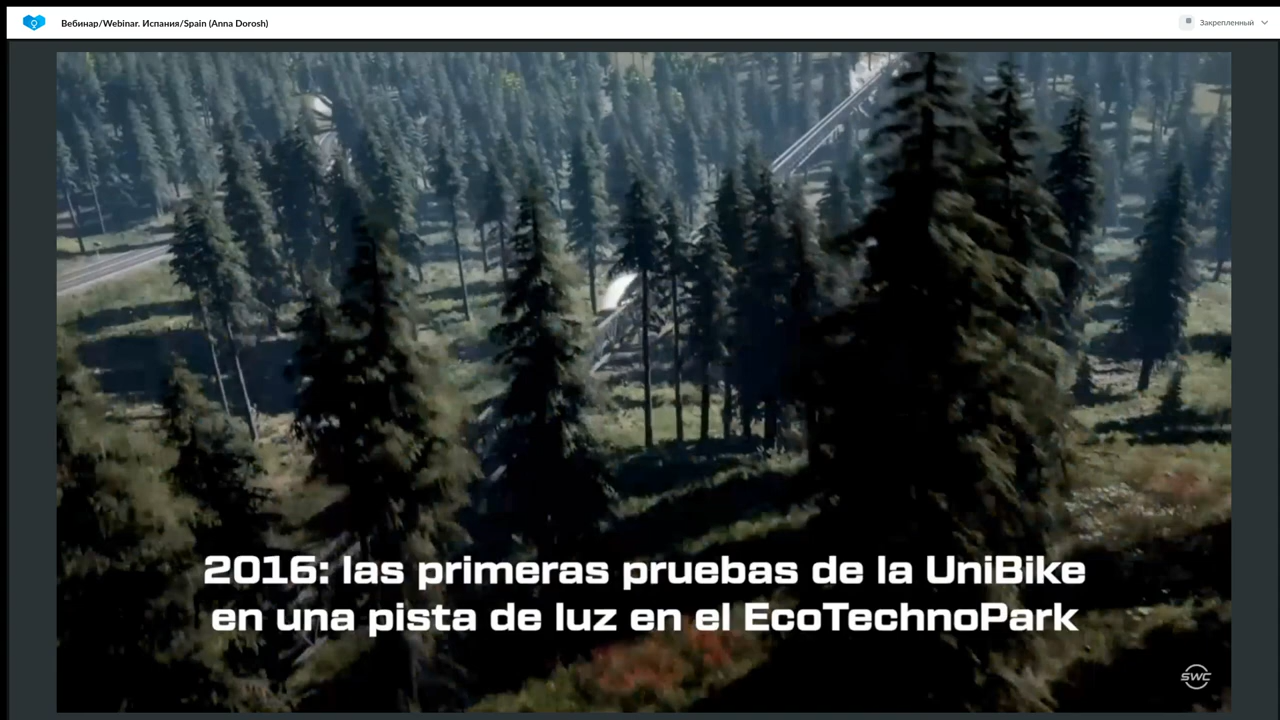 Вебинар/Webinar. Испания/Spain (Anna Dorosh)
Закрепленный
2016: las primeras pruebas de la UniBike
en una pista de luz en el EcoTechnoPark
SWC